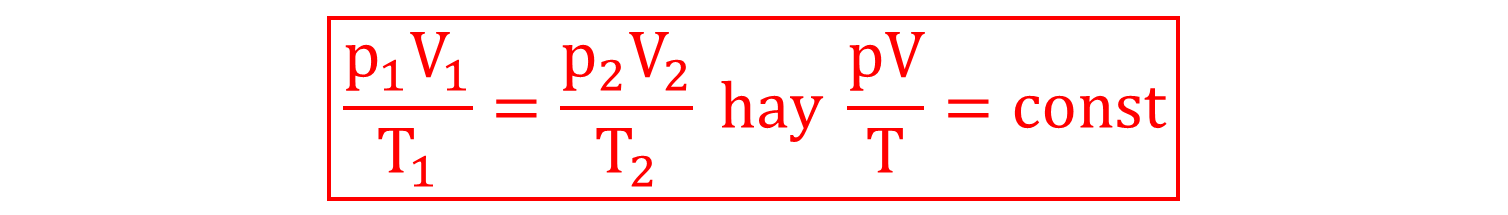 p₁V₁/T₁ = p₂V₂/T₂ hay pV/T = const